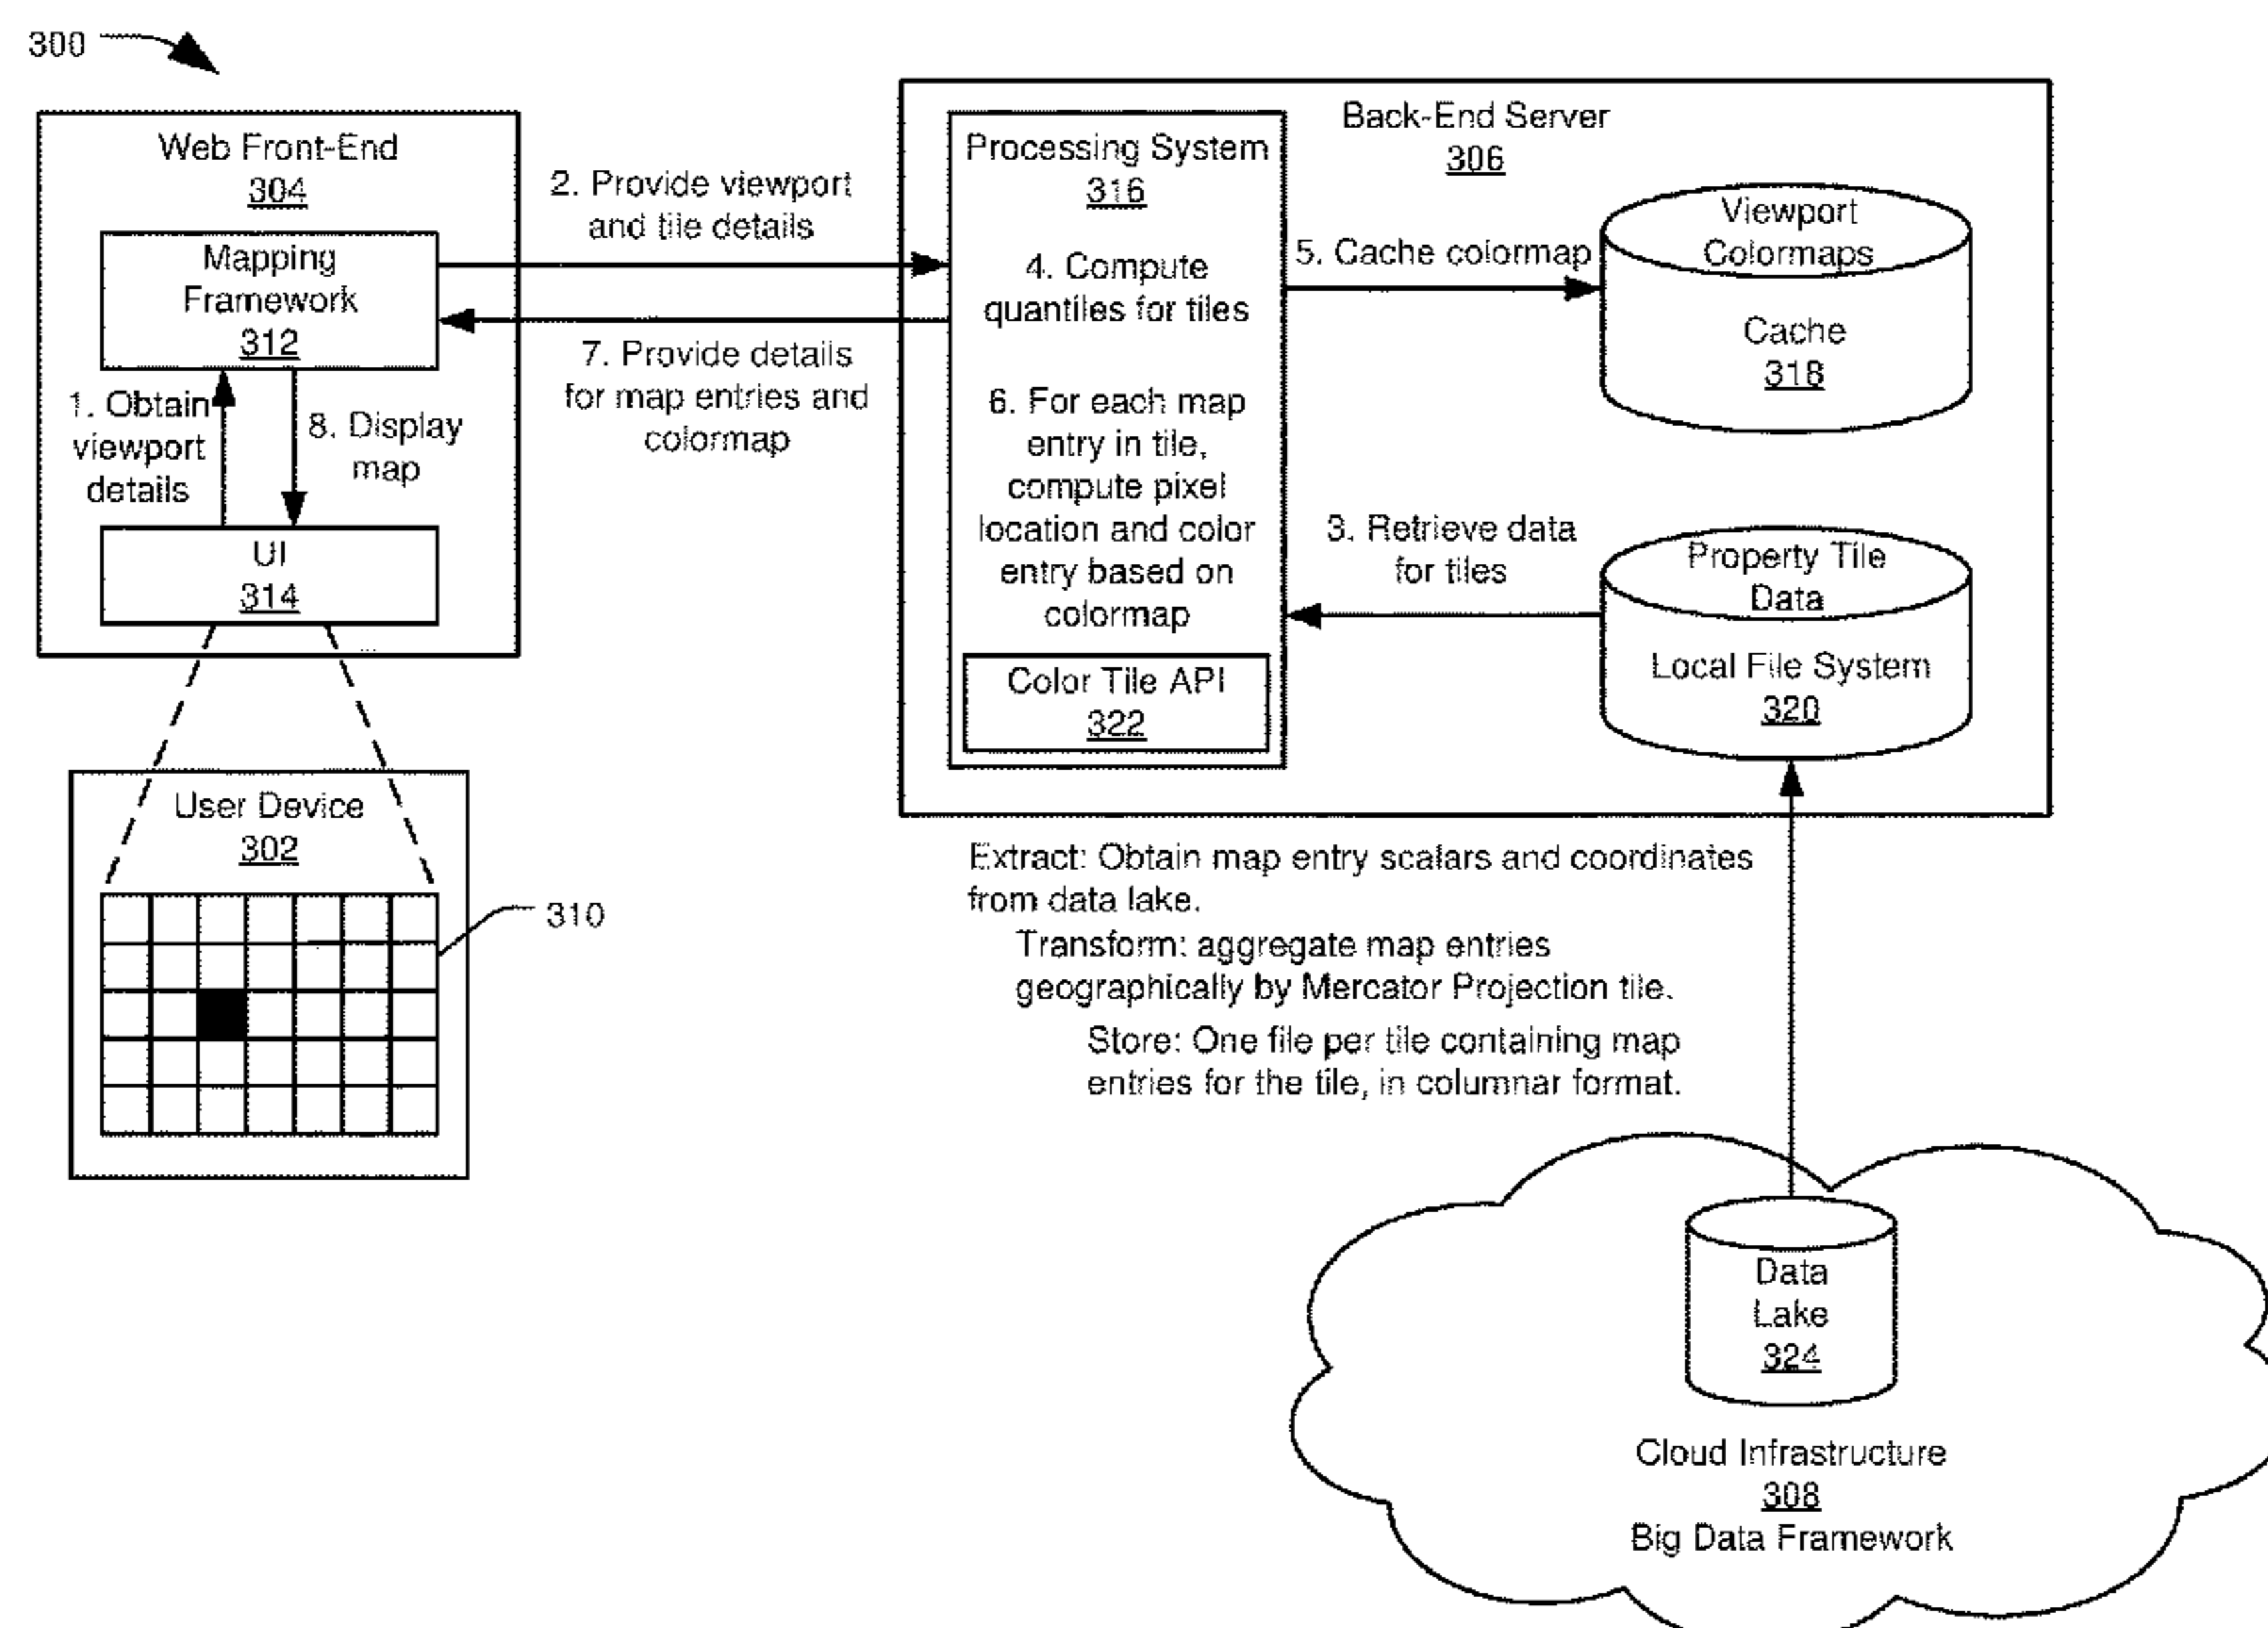 300
Web Front-End
304
Mapping
Framework
312
1. Obtain
viewport
details
8. Display
map
UI
314
User Device
302
310
2. Provide viewport
and tile details
7. Provide details
for map entries and
colormap
Back-End Server
306
Processing System
316
4. Compute
quantiles for tiles
6. For each map
entry in tile,
compute pixel
location and color
entry based on
colormap
Color Tile API
322
5. Cache colormap
Viewport
Colormaps
Cache
318
3. Retrieve data
for tiles
Property Tile
Data
Local File System
320
Extract: Obtain map entry scalars and coordinates
from data lake.
Transform: aggregate map entries
geographically by Mercator Projection tile.
Store: One file per tile containing map
entries for the tile, in columnar format.
Data
Lake
324
Cloud Infrastructure
308
Big Data Framework